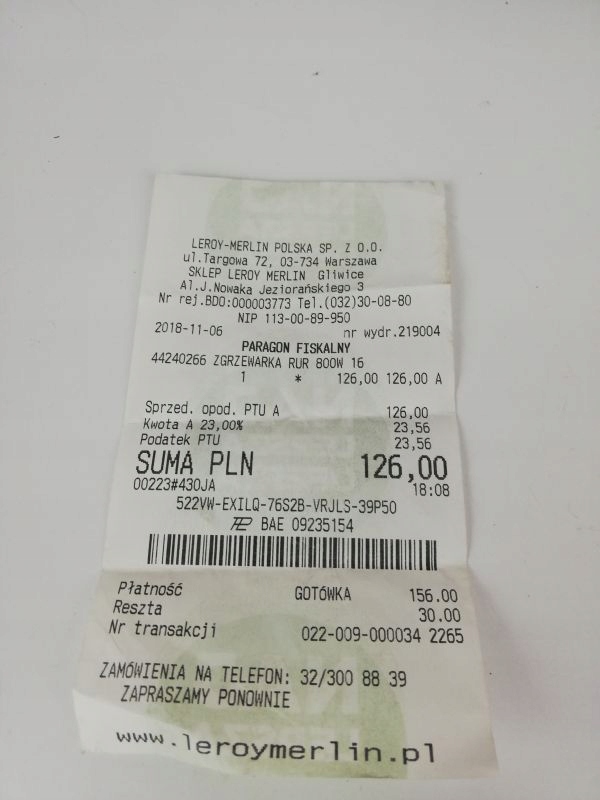 LEROY-MERLIN POLSKA SP. Z O.O.
ul.Targowa 72, 03-734 Warszawa
SKLEP LEROY MERLIN Gliwice
Al.J.Nowaka Jeziorańskiego 3
Nr rej.BDO:000003773 Tel.(032)30-08-80
NIP 113-00-89-950
2018-11-06 nr wydr.219004
PARAGON FISKALNY
44240266 ZGRZEWARKA RUR 800W 16
1 * 126,00 126,00 A
Sprzed. opod. PTU A 126,00
Kwota A 23,00% 23,56
Podatek PTU 23,56
SUMA PLN 126,00
00223#430JA 18:08
522VW-EXILQ-76S2B-VRJLS-39P50
BAE 09235154
Płatność GOTÓWKA 156.00
Reszta 30.00
Nr transakcji 022-009-000034 2265
ZAMÓWIENIA NA TELEFON: 32/300 88 39
ZAPRASZAMY PONOWNIE
www.leroymerlin.pl